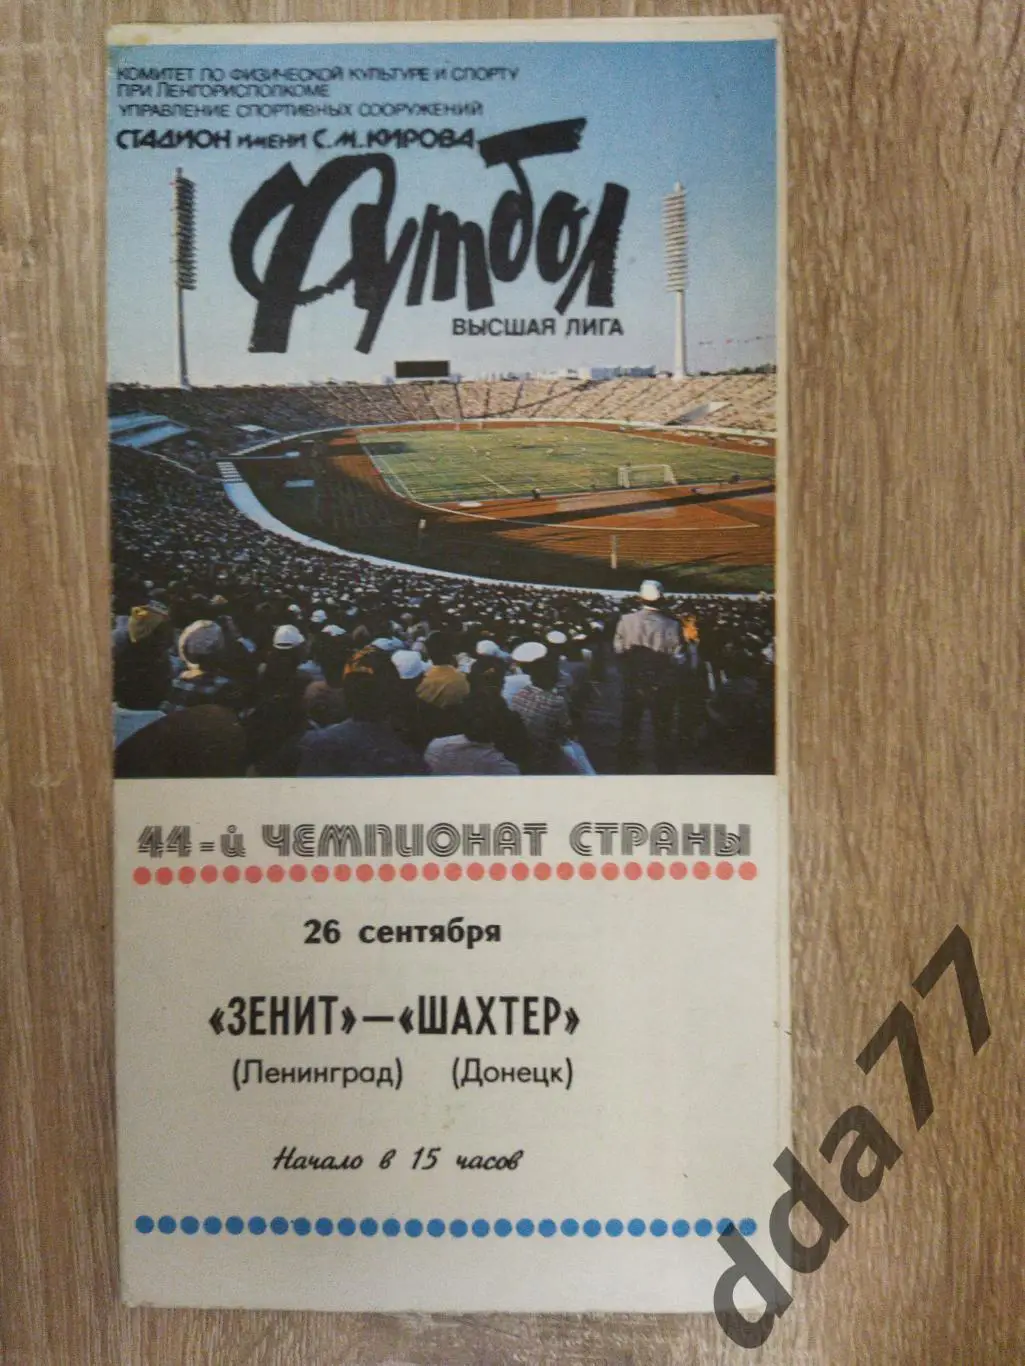 КОМИТЕТ ПО ФИЗИЧЕСКОЙ КУЛЬТУРЕ И СПОРТУ
ПРИ ЛЕНГОРИСПОЛКОМЕ
УПРАВЛЕНИЕ СПОРТИВНЫХ СООРУЖЕНИЙ
СТАДИОН ИМЕНИ С.М.КИРОВА
Футбол
ВЫСШАЯ ЛИГА
44-й ЧЕМПИОНАТ СТРАНЫ
26 сентября
«ЗЕНИТ»—«ШАХТЕР»
(Ленинград) (Донецк)
Начало в 15 часов
dda77